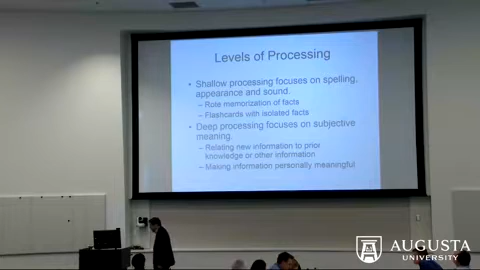 Levels of Processing
• Shallow processing focuses on spelling,
appearance and sound.
– Rote memorization of facts
– Flashcards with isolated facts
• Deep processing focuses on subjective
meaning.
– Relating new information to prior
knowledge or other information
– Making information personally meaningful
AUGUSTA
UNIVERSITY